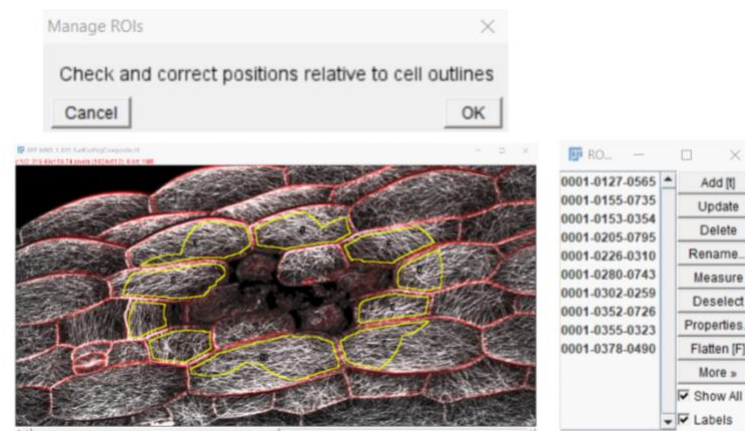 Manage ROIs
Check and correct positions relative to cell outlines
Cancel
OK
RO...
0001-0127-0565
0001-0155-0735
0001-0153-0354
0001-0205-0795
0001-0226-0310
0001-0280-0743
0001-0302-0259
0001-0352-0726
0001-0355-0323
0001-0378-0490
Add [t]
Update
Delete
Rename...
Measure
Deselect
Properties.
Flatten [F]
More »
Show All
Labels